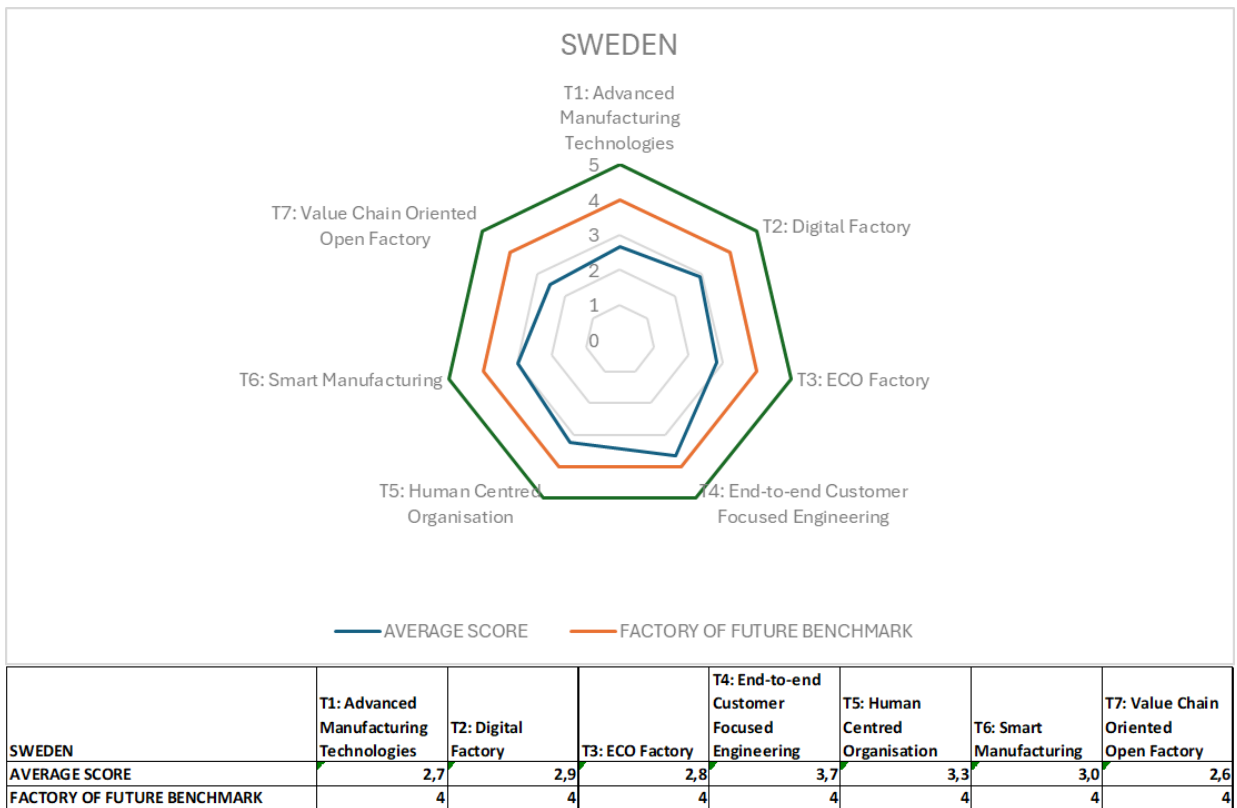 SWEDEN
T1: Advanced
Manufacturing
Technologies
5
4
3
2
1
0
T2: Digital Factory
T3: ECO Factory
T4: End-to-end Customer
Focused Engineering
T5: Human Centred
Organisation
T6: Smart Manufacturing
T7: Value Chain Oriented
Open Factory
AVERAGE SCORE
FACTORY OF FUTURE BENCHMARK
SWEDEN
T1: Advanced
Manufacturing
Technologies
T2: Digital
Factory
T3: ECO Factory
T4: End-to-end
Customer
Focused
Engineering
T5: Human
Centred
Organisation
T6: Smart
Manufacturing
T7: Value Chain
Oriented
Open Factory
AVERAGE SCORE 2,7 2,9 2,8 3,7 3,3 3,0 2,6
FACTORY OF FUTURE BENCHMARK 4 4 4 4 4 4 4